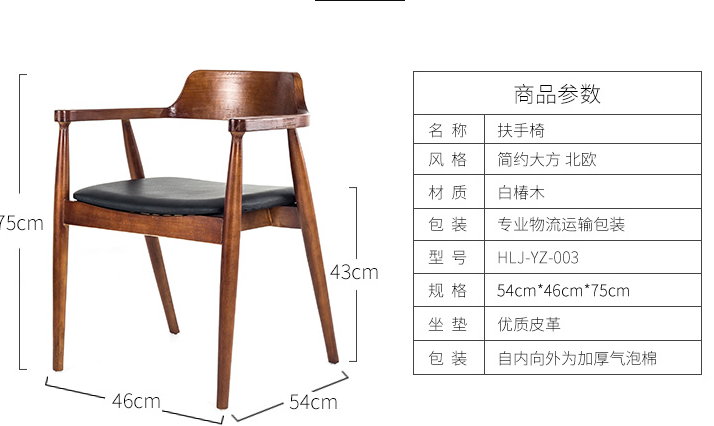 商品参数
名 称 扶手椅
风 格 简约大方 北欧
材 质 白椿木
包 装 专业物流运输包装
型 号 HLJ-YZ-003
规 格 54cm*46cm*75cm
坐 垫 优质皮革
包 装 自内向外为加厚气泡棉
75cm
43cm
46cm
54cm